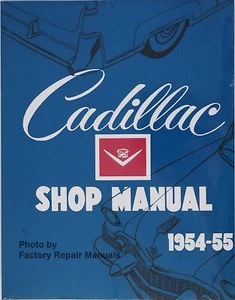 Cadillac
SHOP MANUAL
1954-55
Photo by
Factory Repair Manuals